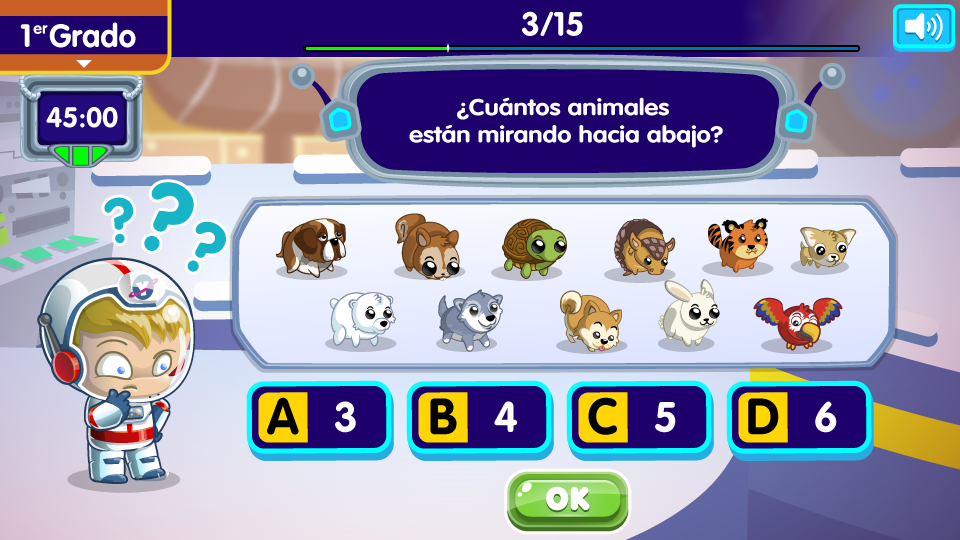 1er Grado
3/15
45:00
¿Cuántos animales
están mirando hacia abajo?
? ? ?
A 3
B 4
C 5
D 6
OK